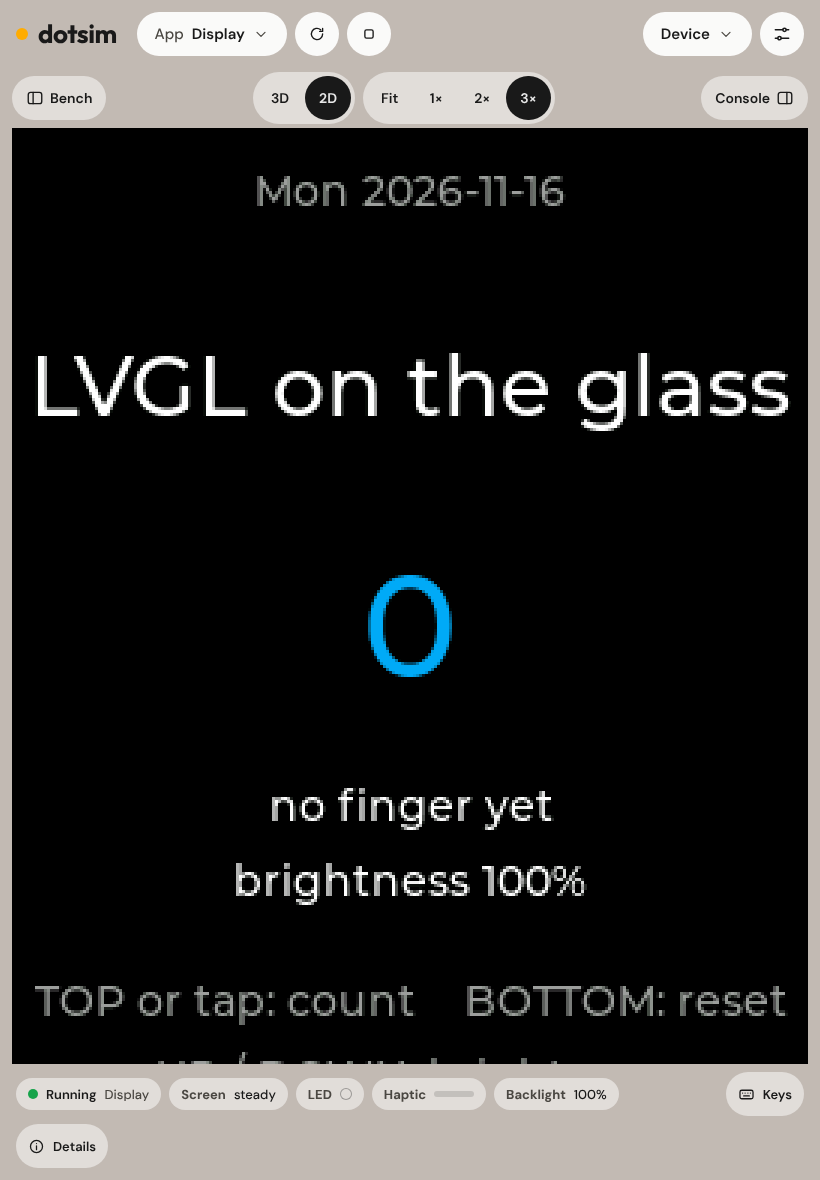 dotsim App Display Device
Bench 3D 2D Fit 1× 2× 3× Console
Mon 2026-11-16
LVGL on the glass
0
no finger yet
brightness 100%
TOP or tap: count BOTTOM: reset
Running Display Screen steady LED Haptic Backlight 100% Keys
Details